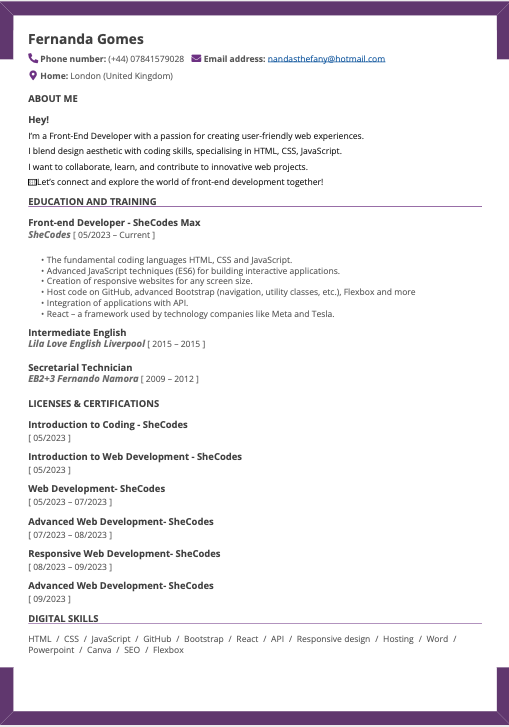 Fernanda Gomes
Phone number: (+44) 07841579028 Email address: nandasthefany@hotmail.com
Home: London (United Kingdom)
ABOUT ME
Hey!
I'm a Front-End Developer with a passion for creating user-friendly web experiences.
I blend design aesthetic with coding skills, specialising in HTML, CSS, JavaScript.
I want to collaborate, learn, and contribute to innovative web projects.
Let's connect and explore the world of front-end development together!
EDUCATION AND TRAINING
Front-end Developer - SheCodes Max
SheCodes [ 05/2023 – Current ]
• The fundamental coding languages HTML, CSS and JavaScript.
• Advanced JavaScript techniques (ES6) for building interactive applications.
• Creation of responsive websites for any screen size.
• Host code on GitHub, advanced Bootstrap (navigation, utility classes, etc.), Flexbox and more
• Integration of applications with API.
• React – a framework used by technology companies like Meta and Tesla.
Intermediate English
Lila Love English Liverpool [ 2015 – 2015 ]
Secretarial Technician
EB2+3 Fernando Namora [ 2009 – 2012 ]
LICENSES & CERTIFICATIONS
Introduction to Coding - SheCodes
[ 05/2023 ]
Introduction to Web Development - SheCodes
[ 05/2023 ]
Web Development- SheCodes
[ 05/2023 – 07/2023 ]
Advanced Web Development- SheCodes
[ 07/2023 – 08/2023 ]
Responsive Web Development- SheCodes
[ 08/2023 – 09/2023 ]
Advanced Web Development- SheCodes
[ 09/2023 ]
DIGITAL SKILLS
HTML / CSS / JavaScript / GitHub / Bootstrap / React / API / Responsive design / Hosting / Word /
Powerpoint / Canva / SEO / Flexbox